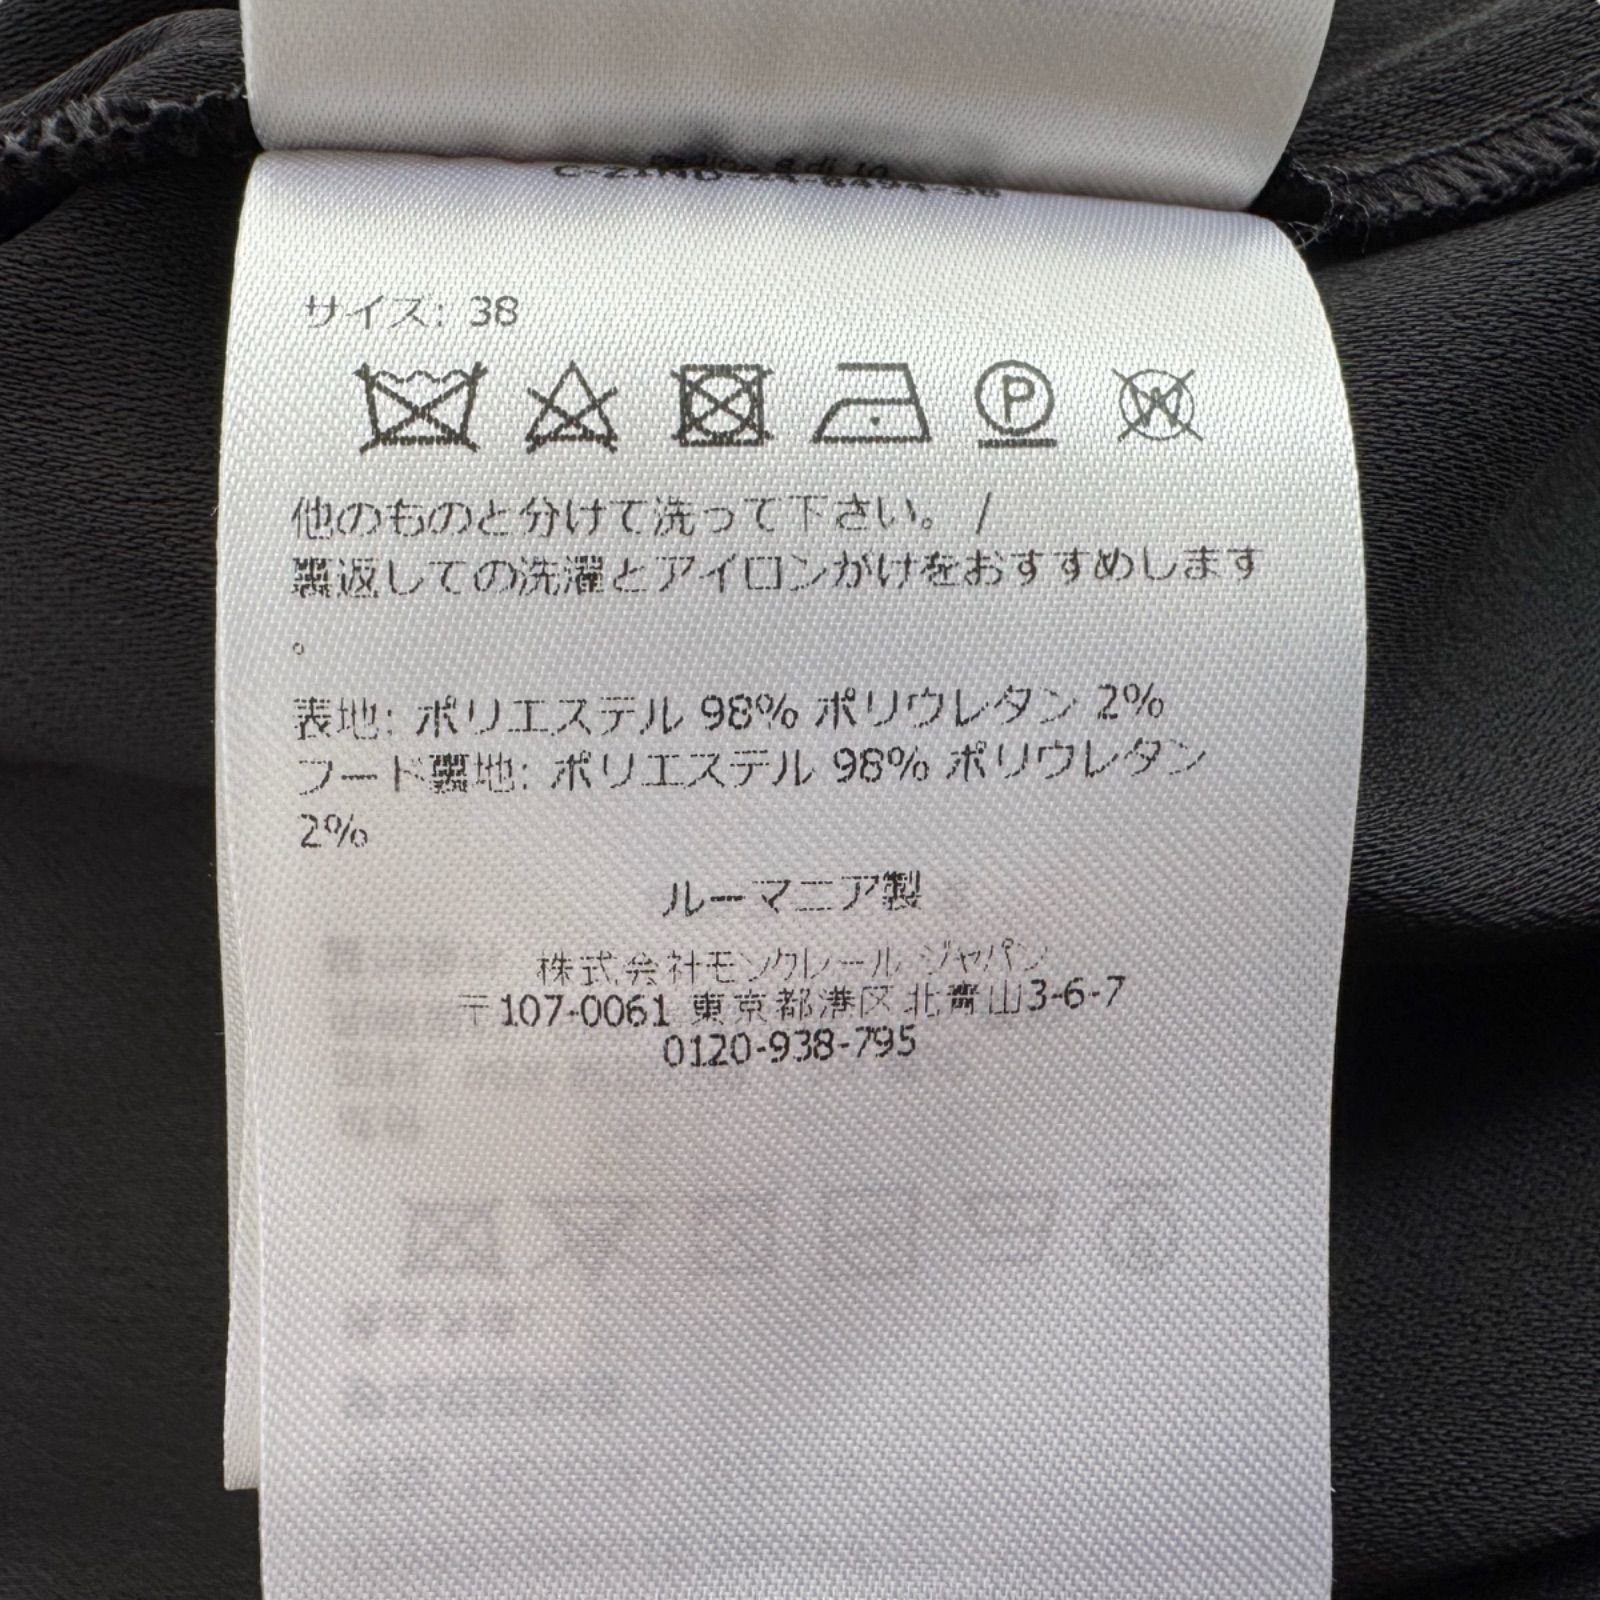 サイズ: 38
P
W
他のものと分けて洗って下さい。 /
裏返しての洗濯とアイロンがけをおすすめします
。
表地: ポリエステル 98% ポリウレタン 2%
フード裏地: ポリエステル 98% ポリウレタン
2%
ルーマニア製
株式会社モンクレール ジャパン
〒107-0061 東京都港区北青山3-6-7
0120-938-795